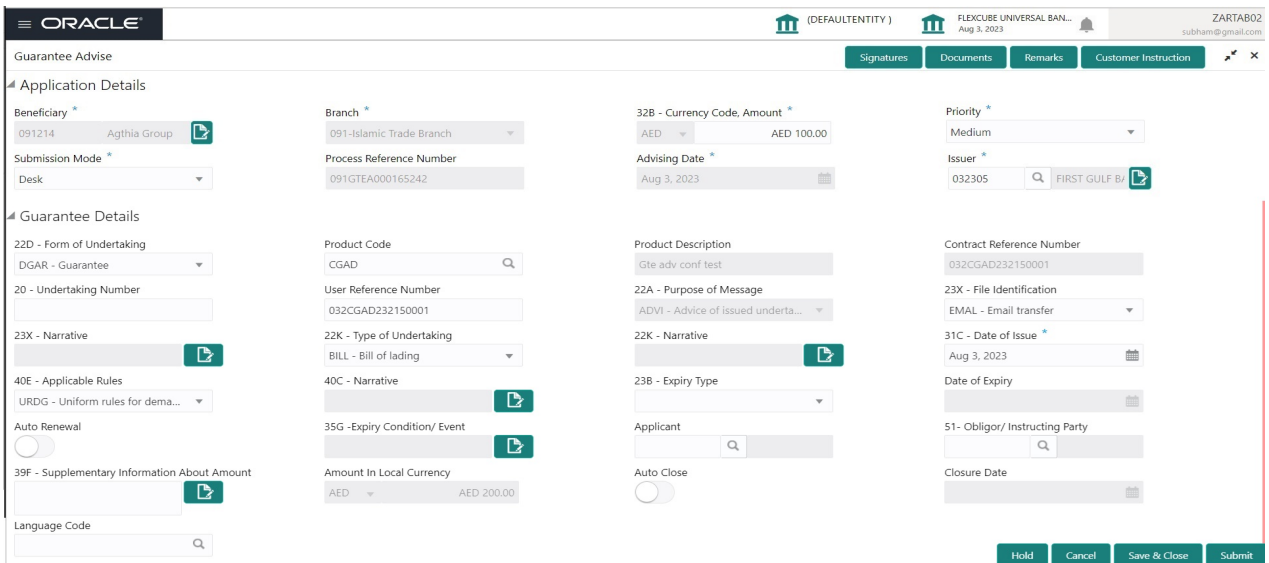 ORACLE
(DEFAULTENTITY )
FLEXCUBE UNIVERSAL BAN...
Aug 3, 2023
ZARTAB02
subham@gmail.com
Guarantee Advise
Signatures Documents Remarks Customer Instruction
Application Details
Beneficiary * Branch * 32B - Currency Code, Amount * Priority *
091214 Agthia Group 091-Islamic Trade Branch AED AED 100.00 Medium
Submission Mode * Process Reference Number Advising Date * Issuer *
Desk 091GTEA000165242 Aug 3, 2023 032305 FIRST GULF BA
Guarantee Details
22D - Form of Undertaking Product Code Product Description Contract Reference Number
DGAR - Guarantee CGAD Gte adv conf test 032CGAD232150001
20 - Undertaking Number User Reference Number 22A - Purpose of Message 23X - File Identification
032CGAD232150001 ADVI - Advice of issued underta... EMAL - Email transfer
23X - Narrative 22K - Type of Undertaking 22K - Narrative 31C - Date of Issue *
BILL - Bill of lading Aug 3, 2023
40E - Applicable Rules 40C - Narrative 23B - Expiry Type Date of Expiry
URDG - Uniform rules for dema...
Auto Renewal 35G -Expiry Condition/ Event Applicant 51- Obligor/ Instructing Party
39F - Supplementary Information About Amount Amount In Local Currency Auto Close Closure Date
AED AED 200.00
Language Code
Hold Cancel Save & Close Submit